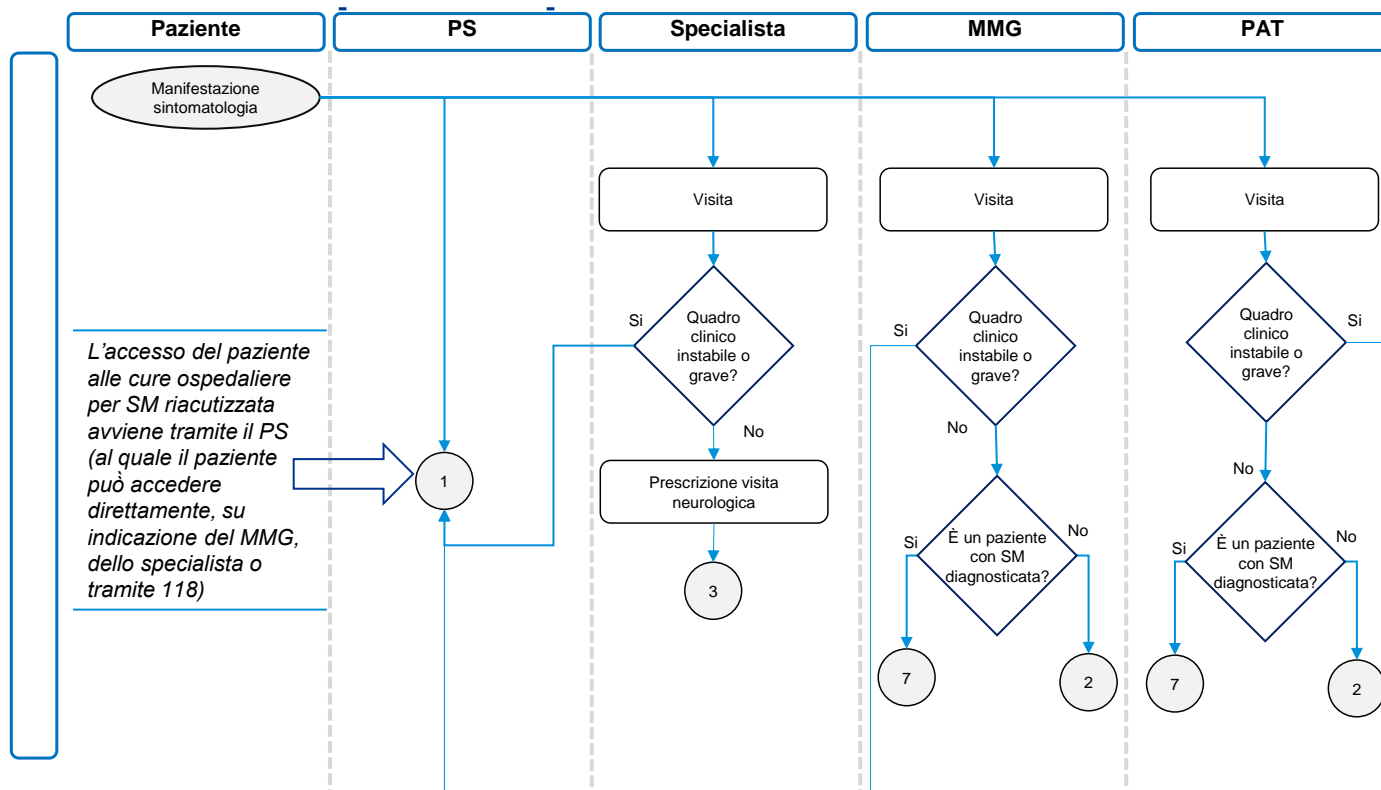 Paziente
PS
Specialista
MMG
PAT
Manifestazione
sintomatologia
Visita
Visita
Visita
Quadro
clinico
instabile o
grave?
Si
No
Quadro
clinico
instabile o
grave?
Si
No
Quadro
clinico
instabile o
grave?
Si
No
L'accesso del paziente
alle cure ospedaliere
per SM riacutizzata
avviene tramite il PS
(al quale il paziente
può accedere
direttamente, su
indicazione del MMG,
dello specialista o
tramite 118)
1
Prescrizione visita
neurologica
3
È un paziente
con SM
diagnosticata?
Si
No
7
2
È un paziente
con SM
diagnosticata?
Si
No
7
2